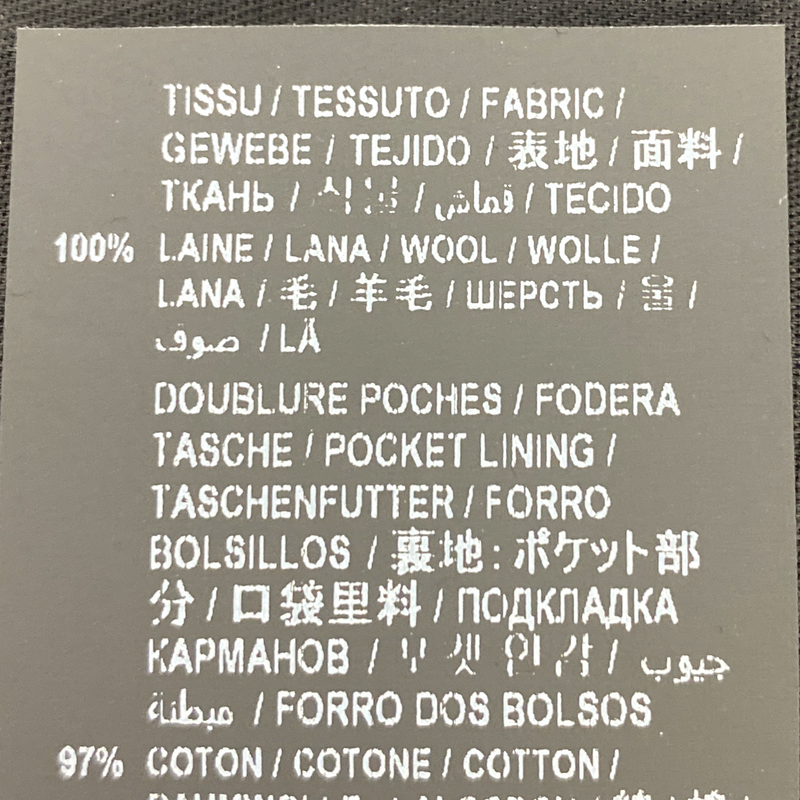 TISSU / TESSUTO / FABRIC /
GEWEBE / TEJIDO / 表地 / 面料 /
ТКАНЬ / 직물 / قماش / TECIDO
100% LAINE / LANA / WOOL / WOLLE /
LANA / 毛 / 羊毛 / ШЕРСТЬ / 울 /
صوف / LÃ
DOUBLURE POCHES / FODERA
TASCHE / POCKET LINING /
TASCHENFUTTER / FORRO
BOLSILLOS / 裏地:ポケット部
分 / 口袋里料 / ПОДКЛАДКА
КАРМАНОВ / 포켓 안감 / جيوب
مبطنة / FORRO DOS BOLSOS
97% COTON / COTONE / COTTON /